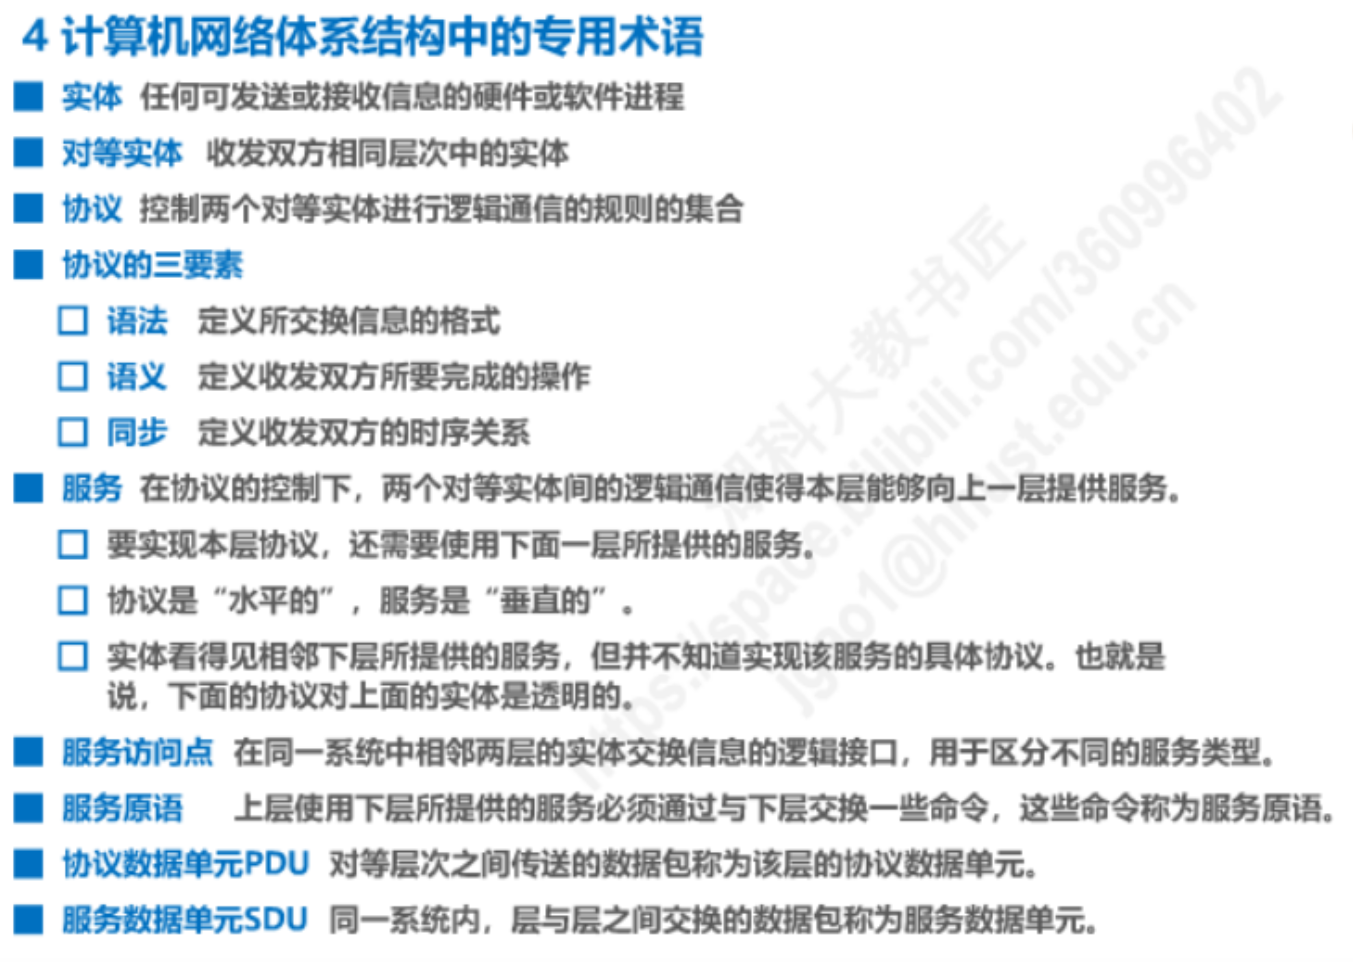 4 计算机网络体系结构中的专用术语
实体 任何可发送或接收信息的硬件或软件进程
对等实体 收发双方相同层次中的实体
协议 控制两个对等实体进行逻辑通信的规则的集合
协议的三要素
语法 定义所交换信息的格式
语义 定义收发双方所要完成的操作
同步 定义收发双方的时序关系
服务 在协议的控制下，两个对等实体间的逻辑通信使得本层能够向上一层提供服务。
要实现本层协议，还需要使用下面一层所提供的服务。
协议是“水平的”，服务是“垂直的”。
实体看得见相邻下层所提供的服务，但并不知道实现该服务的具体协议。也就是
说，下面的协议对上面的实体是透明的。
服务访问点 在同一系统中相邻两层的实体交换信息的逻辑接口，用于区分不同的服务类型。
服务原语 上层使用下层所提供的服务必须通过与下层交换一些命令，这些命令称为服务原语。
协议数据单元PDU 对等层次之间传送的数据包称为该层的协议数据单元。
服务数据单元SDU 同一系统内，层与层之间交换的数据包称为服务数据单元。
湖科大教书匠
https://space.bilibili.com/360996402